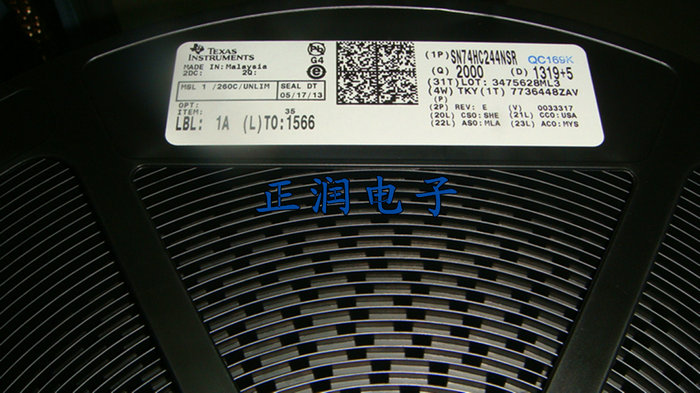 TEXAS
INSTRUMENTS
MADE IN: Malaysia
2DC: 2Q:
Pb
G4
e
MSL 1 /260C/UNLIM
SEAL DT
05/17/13
OPT:
ITEM: 35
LBL: 1A (L)TO:1566
(1P) SN74HC244NSR QC169K
(Q) 2000 (D) 1319+5
(31T)LOT: 3475628ML3
(4W) TKY(1T) 7736448ZAV
(P)
(2P) REV: E (V) 0033317
(20L) CSO:SHE (21L) CCO:USA
(22L) ASO:MLA (23L) ACO:MYS
正润电子